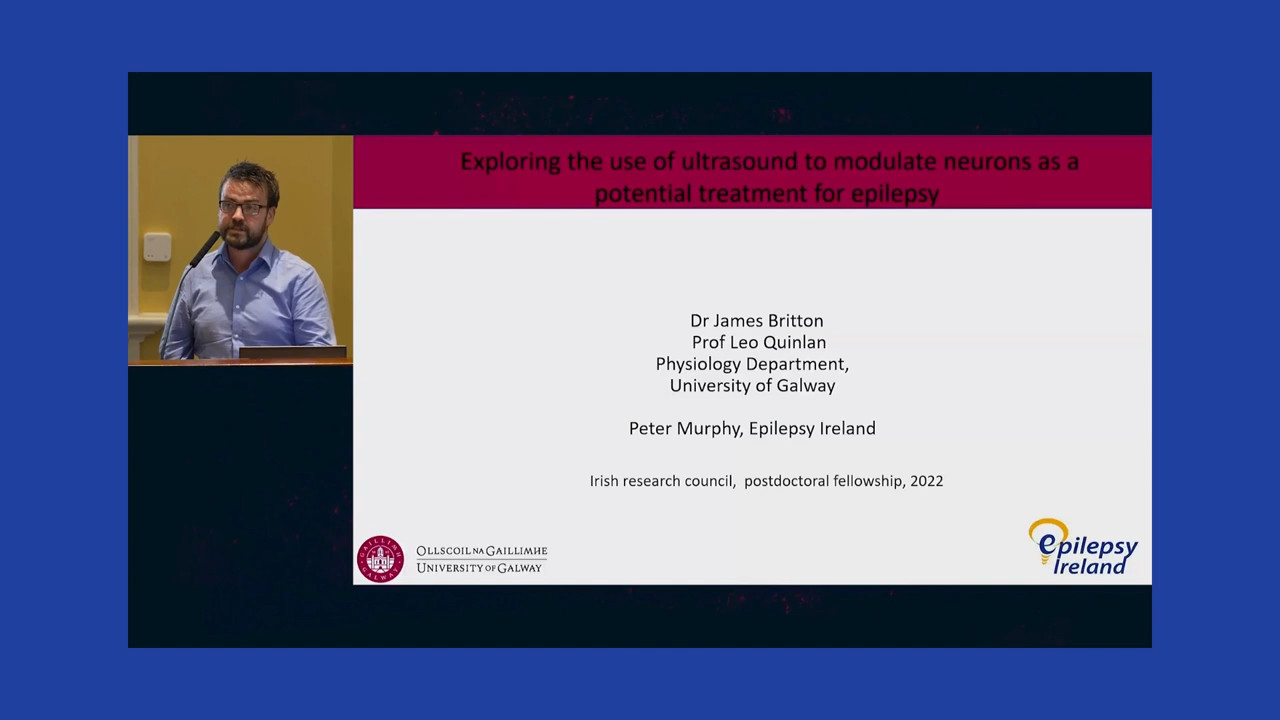 Exploring the use of ultrasound to modulate neurons as a
potential treatment for epilepsy
Dr James Britton
Prof Leo Quinlan
Physiology Department,
University of Galway
Peter Murphy, Epilepsy Ireland
Irish research council, postdoctoral fellowship, 2022
GAILLIMH
GALWAY
OLLSCOIL NA GAILLIMHE
UNIVERSITY OF GALWAY
epilepsy
Ireland